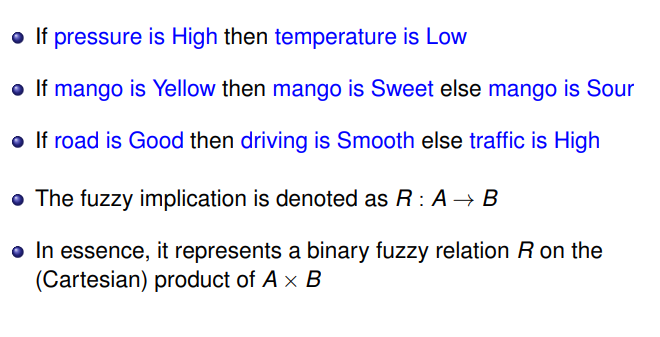 If pressure is High then temperature is Low
If mango is Yellow then mango is Sweet else mango is Sour
If road is Good then driving is Smooth else traffic is High
The fuzzy implication is denoted as R : A → B
In essence, it represents a binary fuzzy relation R on the
(Cartesian) product of A × B